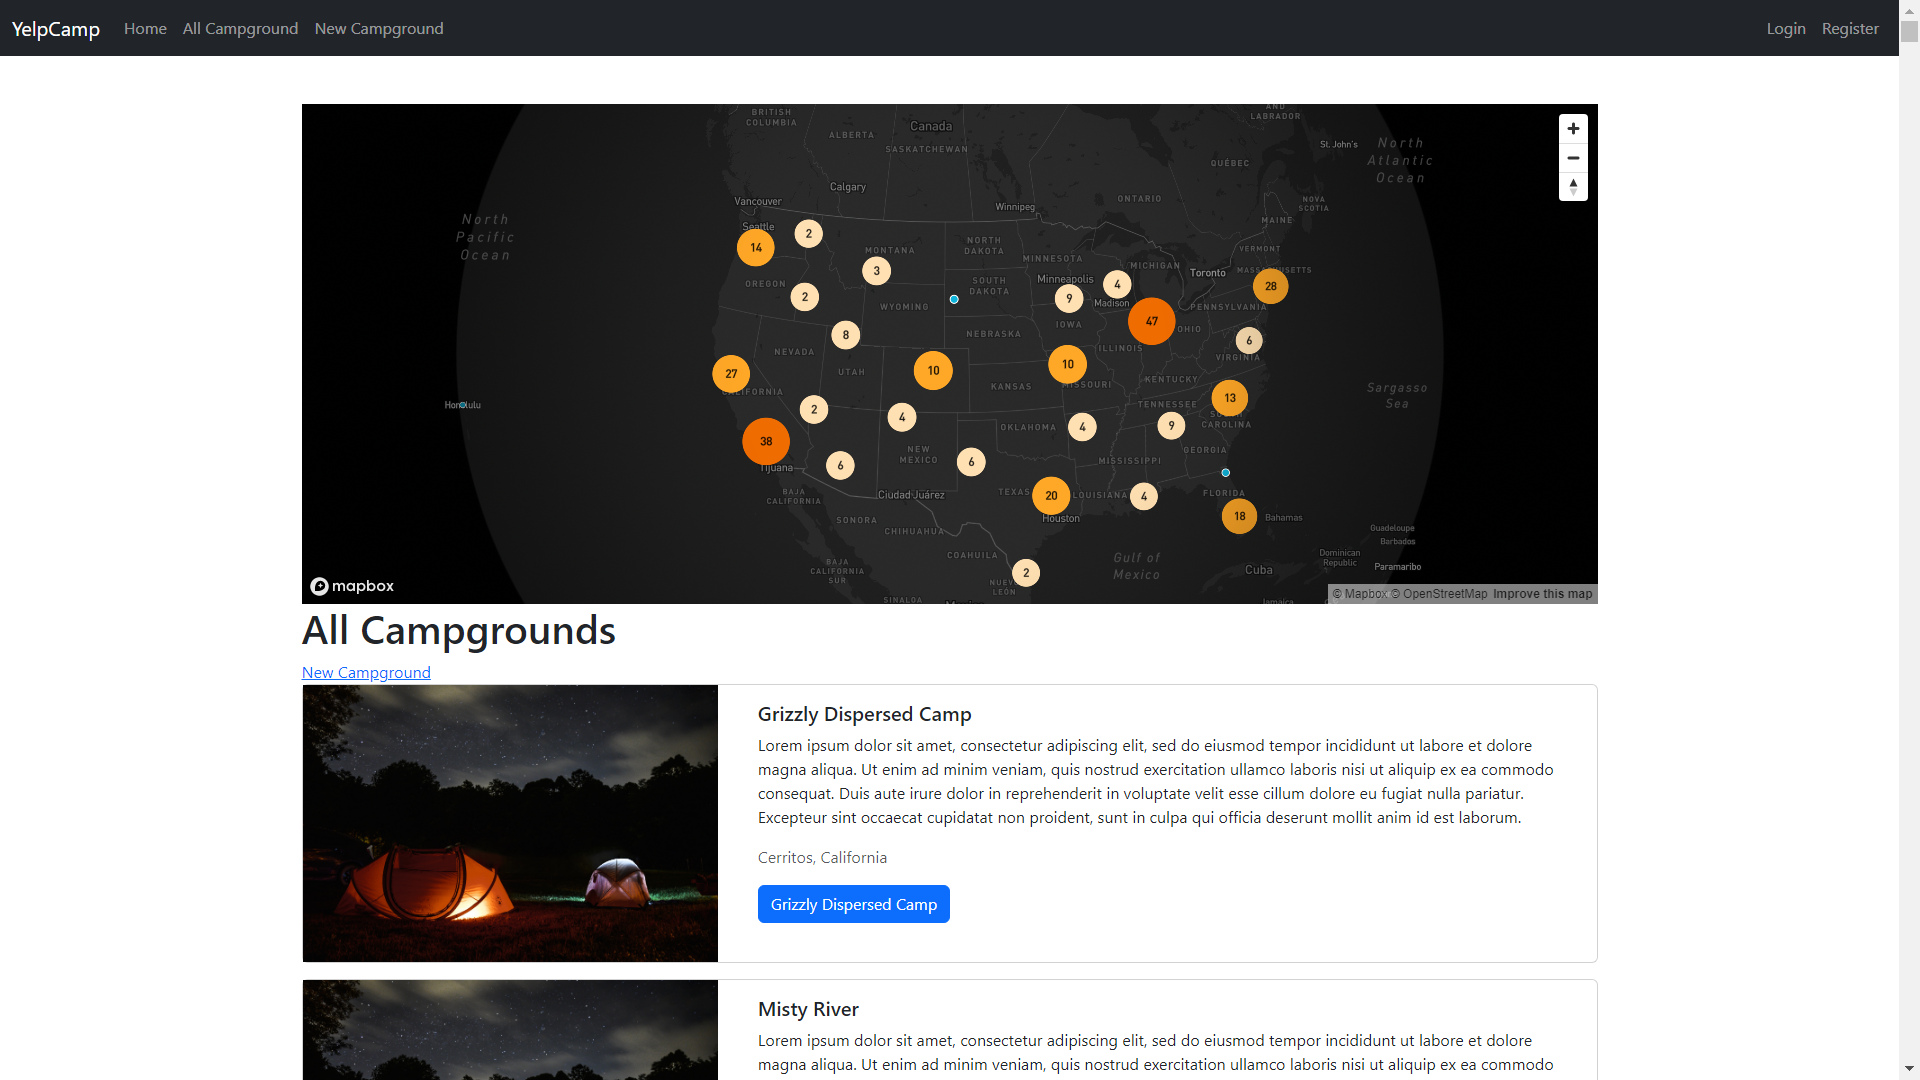 YelpCamp Home All Campground New Campground Login Register
BRITISH COLUMBIA
ALBERTA
Canada
SASKATCHEWAN
AND LABRADOR
St. John's
North Atlantic Ocean
QUÉBEC
Calgary
ONTARIO
Vancouver
Winnipeg
NOVA SCOTIA
North Pacific Ocean
Seattle
MAINE
2
14
MONTANA
NORTH DAKOTA
MINNESOTA
VERMONT
MICHIGAN
Toronto
3
OREGON
SOUTH DAKOTA
Minneapolis
4
28
2
9
Madison
WYOMING
PENNSYLVANIA
47
OHIO
IOWA
8
NEBRASKA
6
NEVADA
ILLINOIS
VIRGINIA
UTAH
10
10
27
KANSAS
KENTUCKY
Sargasso Sea
13
Honolulu
2
TENNESSEE
4
OKLAHOMA
4
9
CAROLINA
38
NEW MEXICO
GEORGIA
6
6
MISSISSIPPI
Tijuana
BAJA CALIFORNIA
Ciudad Juárez
TEXAS
20
LOUISIANA
4
FLORIDA
SONORA
Houston
18
Bahamas
CHIHUAHUA
Guadeloupe
Barbados
COAHUILA
Gulf of Mexico
Dominican Republic
BAJA CALIFORNIA SUR
2
Cuba
Paramaribo
NUEVO LEÓN
SINALOA
mapbox
© Mapbox © OpenStreetMap Improve this map
All Campgrounds
New Campground
Grizzly Dispersed Camp
Lorem ipsum dolor sit amet, consectetur adipiscing elit, sed do eiusmod tempor incididunt ut labore et dolore
magna aliqua. Ut enim ad minim veniam, quis nostrud exercitation ullamco laboris nisi ut aliquip ex ea commodo
consequat. Duis aute irure dolor in reprehenderit in voluptate velit esse cillum dolore eu fugiat nulla pariatur.
Excepteur sint occaecat cupidatat non proident, sunt in culpa qui officia deserunt mollit anim id est laborum.
Cerritos, California
Grizzly Dispersed Camp
Misty River
Lorem ipsum dolor sit amet, consectetur adipiscing elit, sed do eiusmod tempor incididunt ut labore et dolore
magna aliqua. Ut enim ad minim veniam, quis nostrud exercitation ullamco laboris nisi ut aliquip ex ea commodo